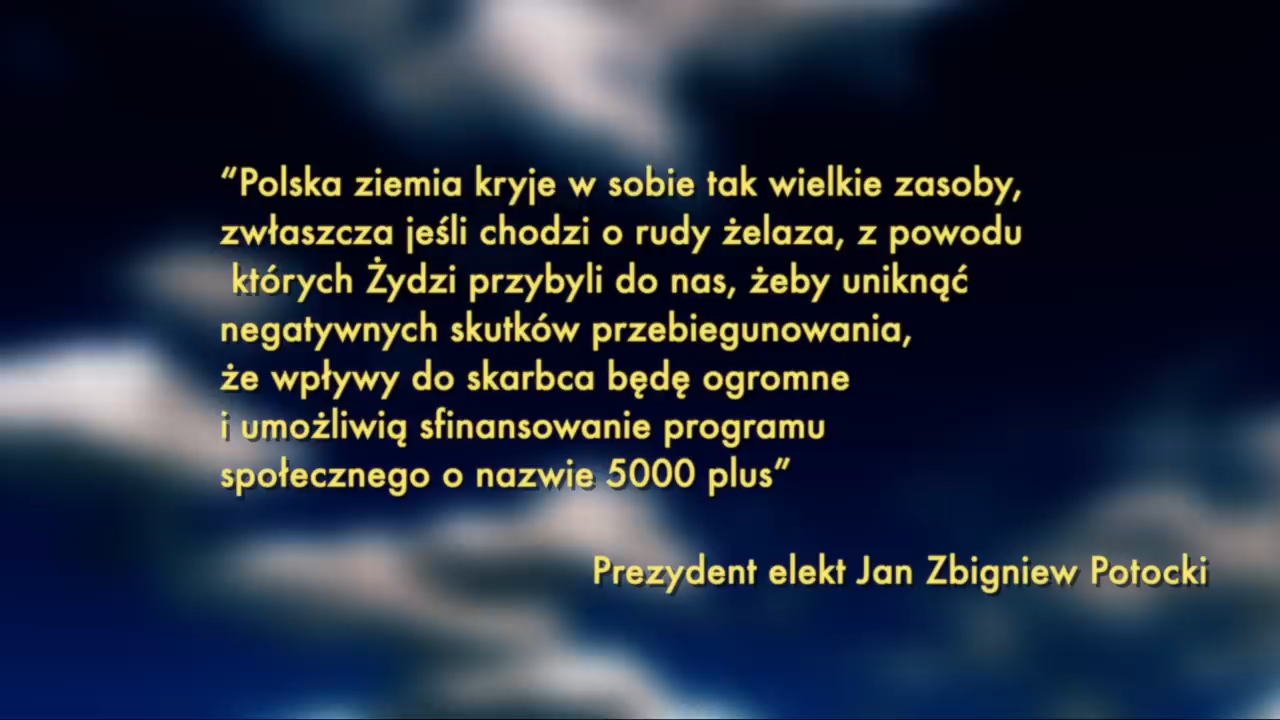 “Polska ziemia kryje w sobie tak wielkie zasoby,
zwłaszcza jeśli chodzi o rudy żelaza, z powodu
których Żydzi przybyli do nas, żeby uniknąć
negatywnych skutków przebiegunowania,
że wpływy do skarbca będę ogromne
i umożliwią sfinansowanie programu
społecznego o nazwie 5000 plus”
Prezydent elekt Jan Zbigniew Potocki